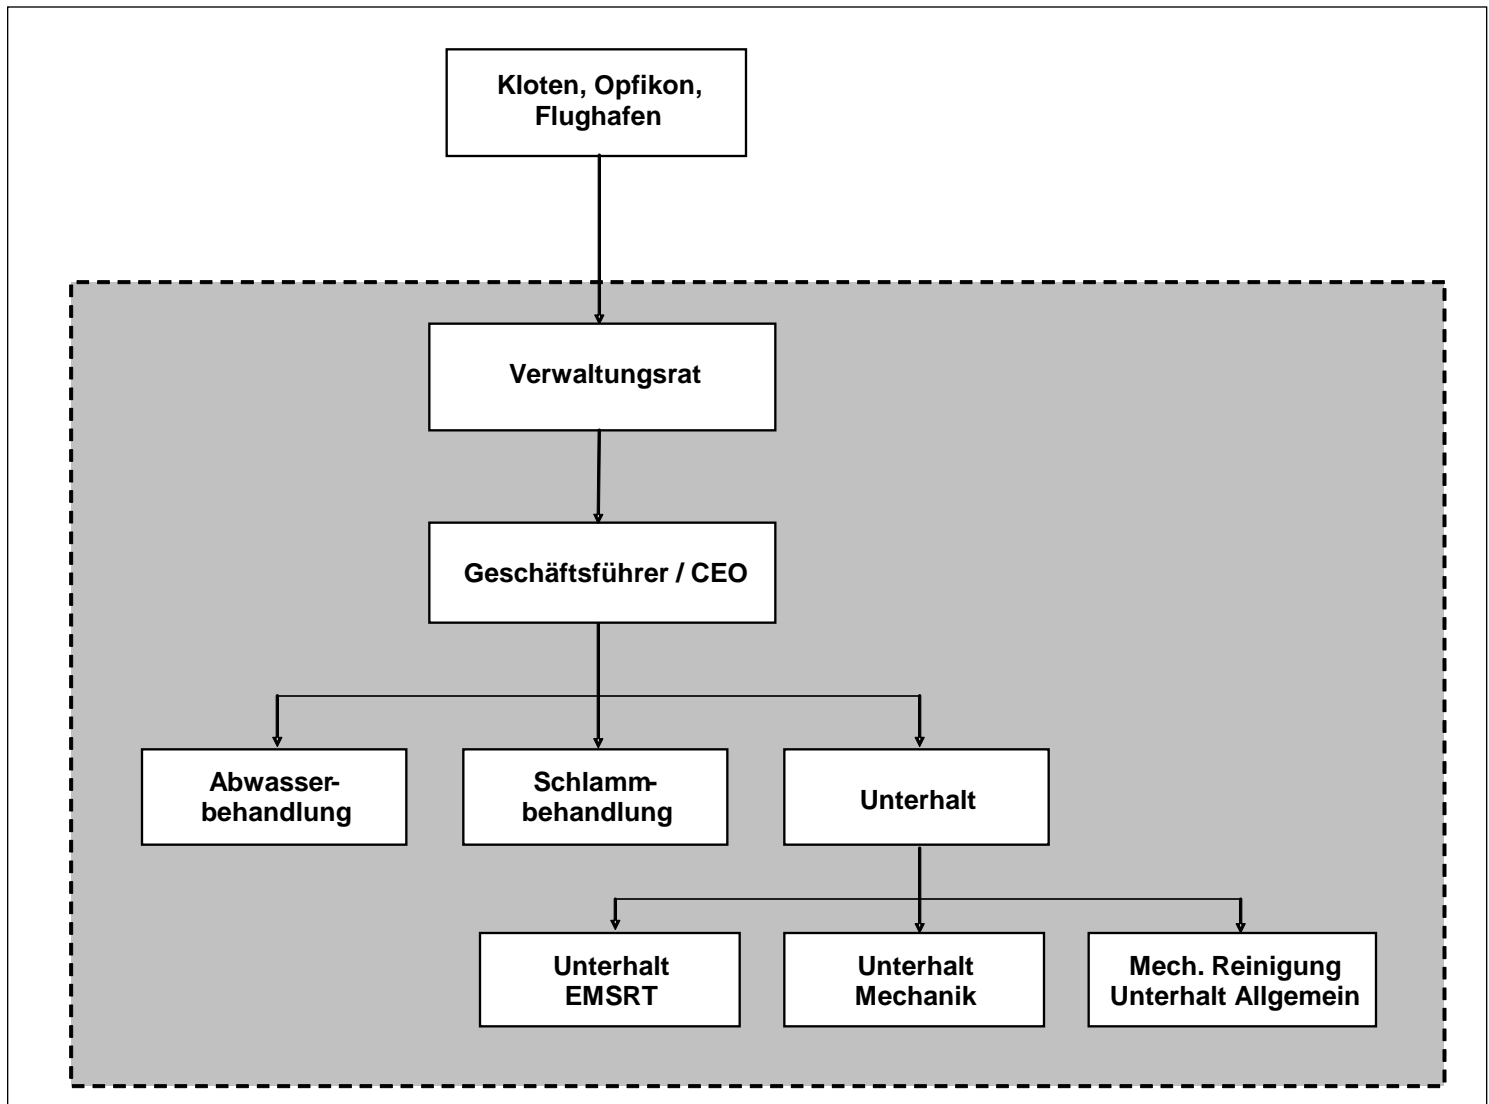 Kloten, Opfikon,
Flughafen
Verwaltungsrat
Geschäftsführer / CEO
Abwasser-
behandlung
Schlamm-
behandlung
Unterhalt
Unterhalt
EMSRT
Unterhalt
Mechanik
Mech. Reinigung
Unterhalt Allgemein